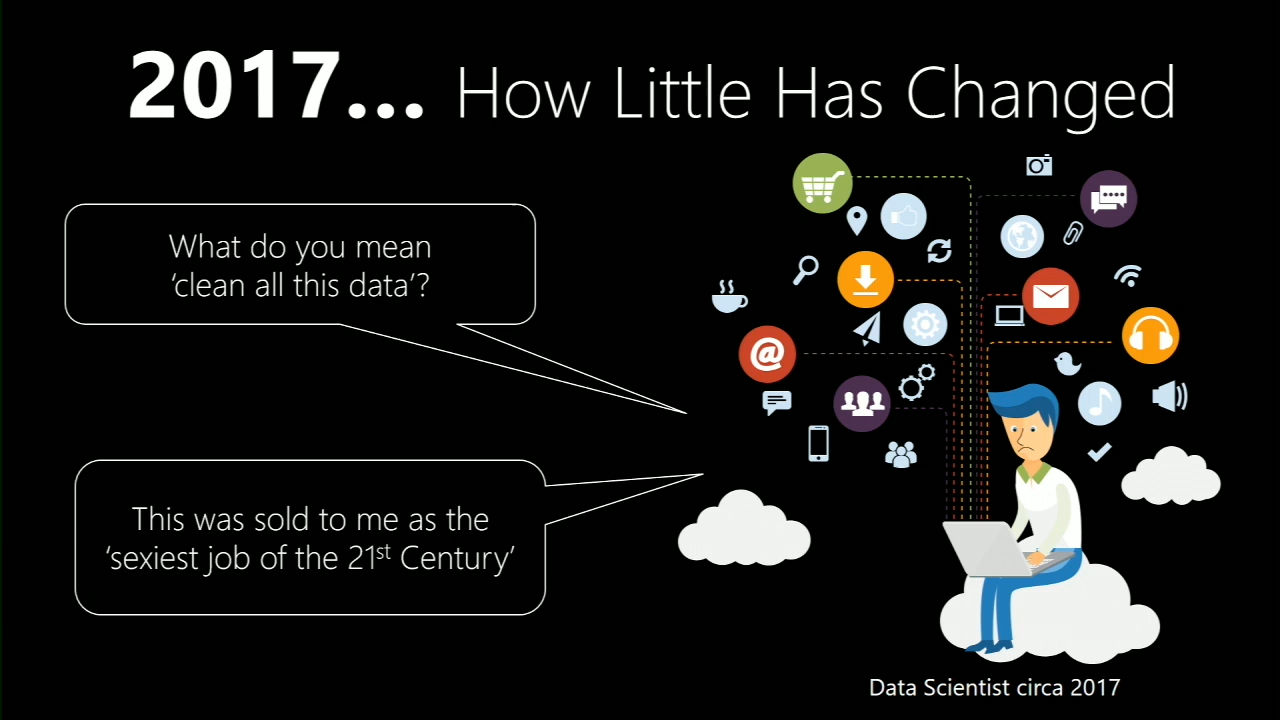 2017... How Little Has Changed
What do you mean
‘clean all this data’?
This was sold to me as the
‘sexiest job of the 21st Century’
@
Data Scientist circa 2017